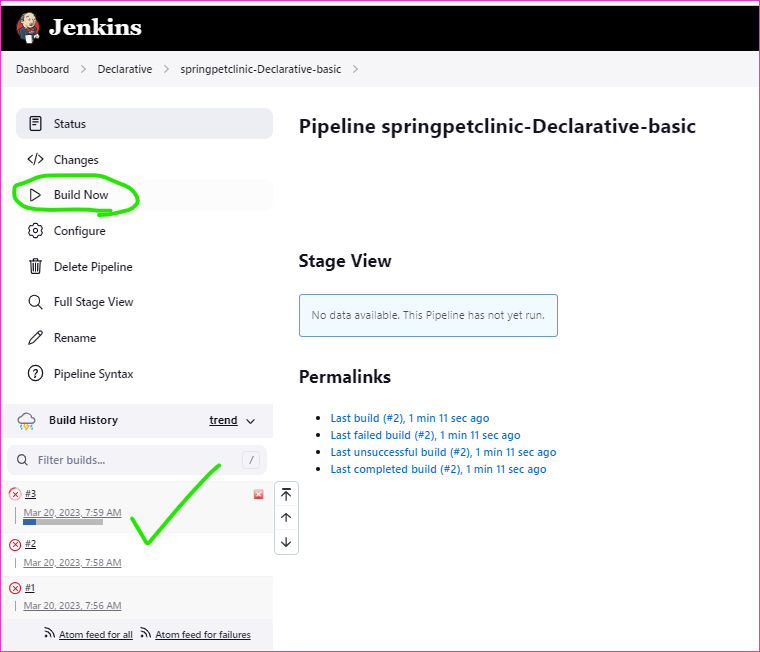 Jenkins
Dashboard > Declarative > springpetclinic-Declarative-basic >
Status
Changes
Build Now
Configure
Delete Pipeline
Full Stage View
Rename
Pipeline Syntax
Build History trend
Filter builds... /
#3
Mar 20, 2023, 7:59 AM
#2
Mar 20, 2023, 7:58 AM
#1
Mar 20, 2023, 7:56 AM
Atom feed for all Atom feed for failures
Pipeline springpetclinic-Declarative-basic
Stage View
No data available. This Pipeline has not yet run.
Permalinks
Last build (#2), 1 min 11 sec ago
Last failed build (#2), 1 min 11 sec ago
Last unsuccessful build (#2), 1 min 11 sec ago
Last completed build (#2), 1 min 11 sec ago